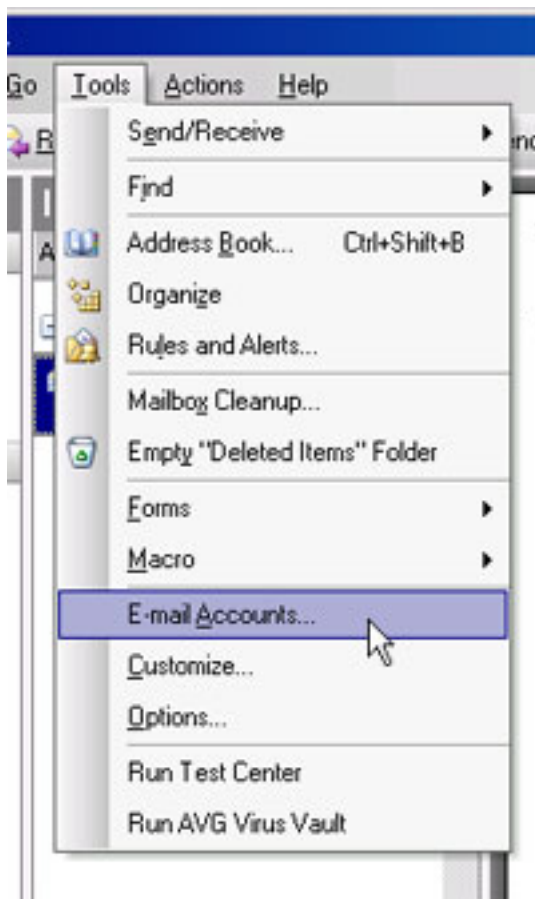 Go Tools Actions Help
Send/Receive
Find
Address Book... Ctrl+Shift+B
Organize
Rules and Alerts...
Mailbox Cleanup...
Empty "Deleted Items" Folder
Forms
Macro
E-mail Accounts...
Customize...
Options...
Run Test Center
Run AVG Virus Vault